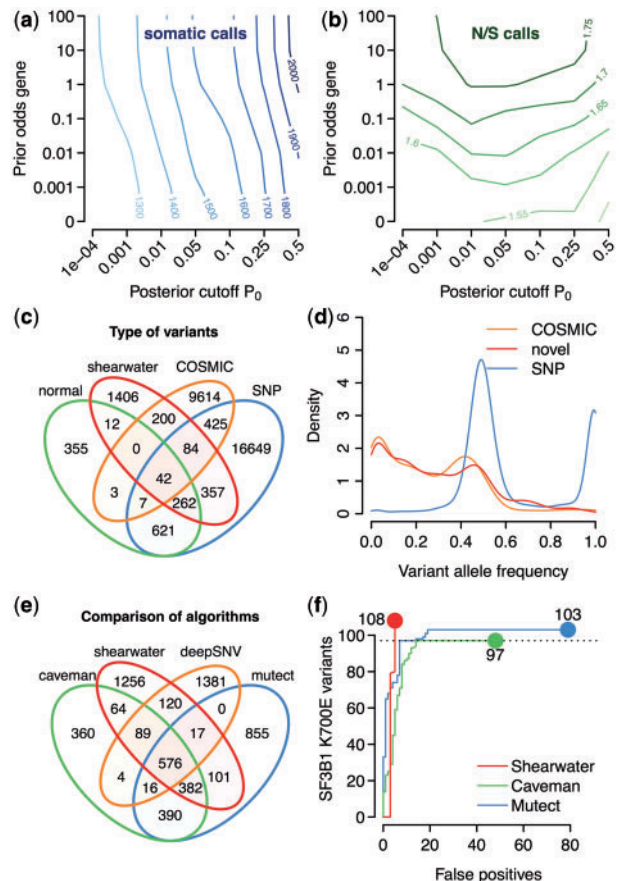 (a)
somatic calls
Prior odds gene
100
10
1
0.1
0.01
0.001
0
1300
1400
1500
1600
1700
1800
1900
2000
1e−04
0.001
0.01
0.05
0.1
0.25
0.5
Posterior cutoff P0
(b)
N/S calls
Prior odds gene
100
10
1
0.1
0.01
0.001
0
1.75
1.7
1.65
1.6
1.55
1e−04
0.001
0.01
0.05
0.1
0.25
0.5
Posterior cutoff P0
(c)
Type of variants
normal
shearwater
COSMIC
SNP
1406
9614
12
200
425
355
0
84
16649
42
3
7
262
357
621
(d)
COSMIC
novel
SNP
Density
6
5
4
3
2
1
0
0.0
0.2
0.4
0.6
0.8
1.0
Variant allele frequency
(e)
Comparison of algorithms
caveman
shearwater
deepSNV
mutect
1256
1381
64
120
0
360
89
17
855
576
4
16
382
101
390
(f)
SF3B1 K700E variants
108
103
97
100
80
60
40
20
0
Shearwater
Caveman
Mutect
0
20
40
60
80
False positives